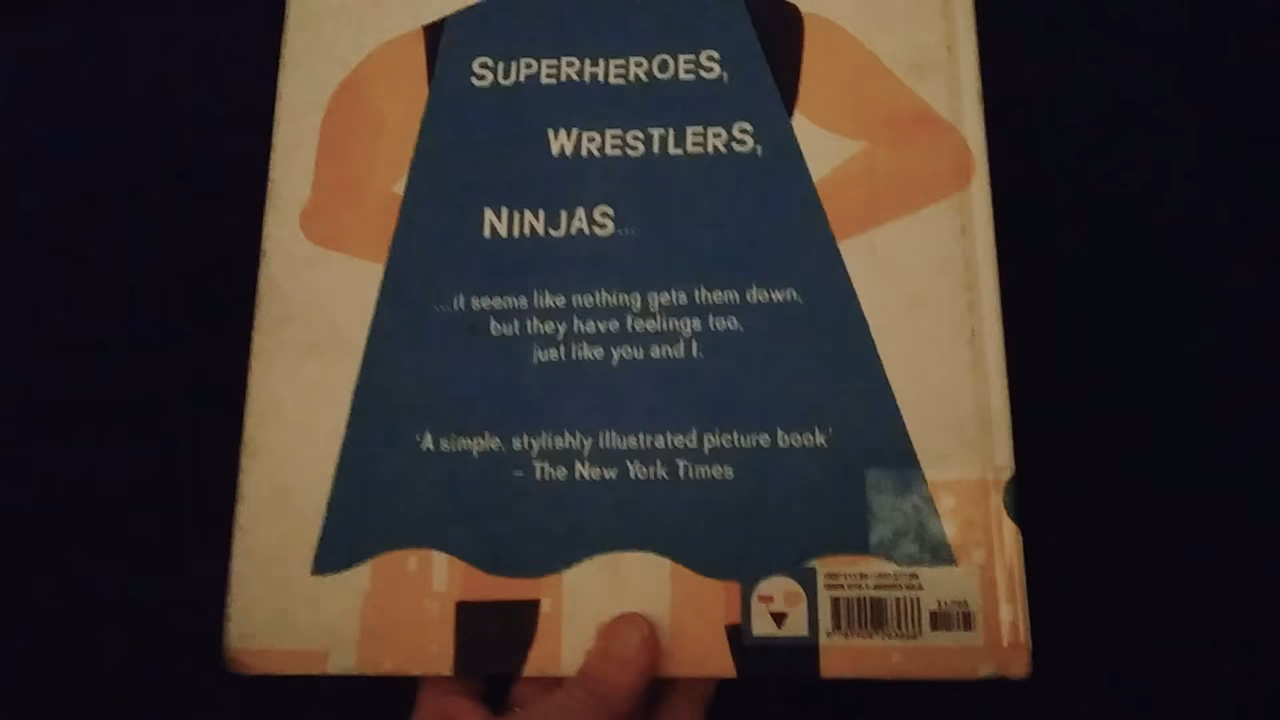 SUPERHEROES,
WRESTLERS,
NINJAS...
...it seems like nothing gets them down,
but they have feelings too,
just like you and I.
'A simple, stylishly illustrated picture book'
– The New York Times